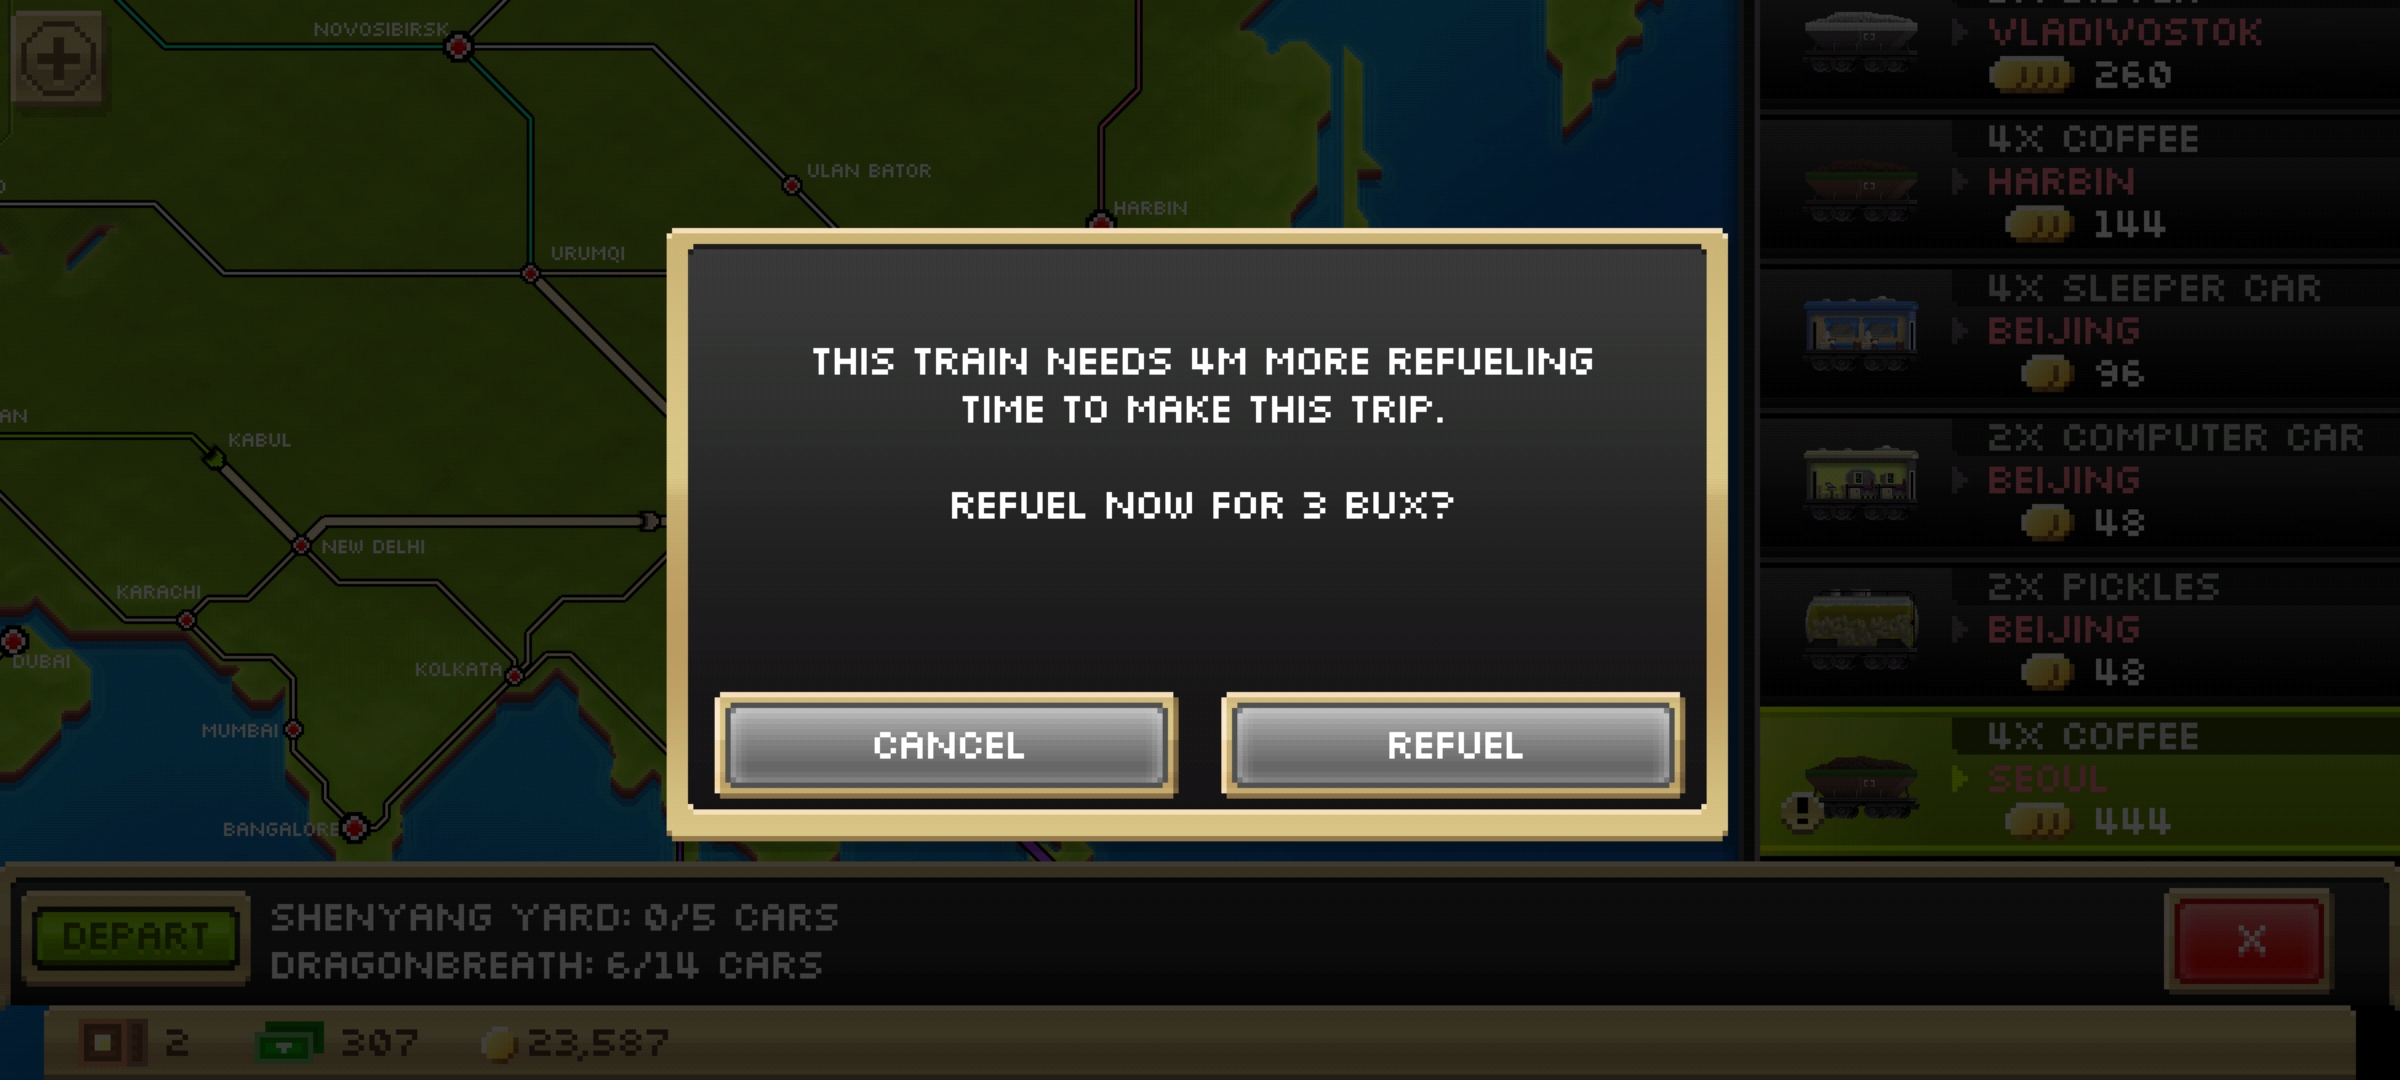 NOVOSIBIRSK
ULAN BATOR
HARBIN
URUMQI
KABUL
NEW DELHI
KARACHI
DUBAI
KOLKATA
MUMBAI
BANGALORE
THIS TRAIN NEEDS 4M MORE REFUELING
TIME TO MAKE THIS TRIP.
REFUEL NOW FOR 3 BUX?
CANCEL
REFUEL
VLADIVOSTOK
260
4X COFFEE
HARBIN
144
4X SLEEPER CAR
BEIJING
96
2X COMPUTER CAR
BEIJING
48
2X PICKLES
BEIJING
48
4X COFFEE
SEOUL
444
DEPART
SHENYANG YARD: 0/5 CARS
DRAGONBREATH: 6/14 CARS
X
2
307
23,587